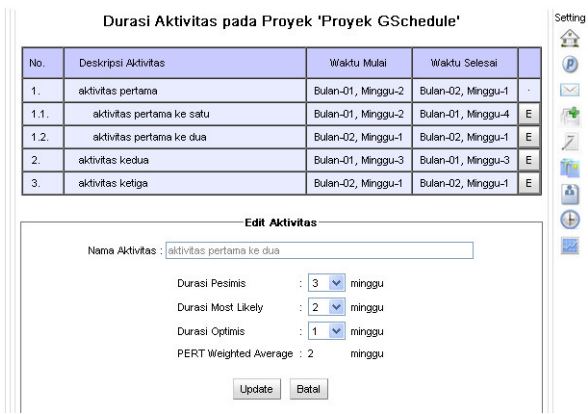 Setting
Durasi Aktivitas pada Proyek 'Proyek GSchedule'
No. Deskripsi Aktivitas Waktu Mulai Waktu Selesai
1. aktivitas pertama Bulan-01, Minggu-2 Bulan-02, Minggu-1 -
1.1. aktivitas pertama ke satu Bulan-01, Minggu-2 Bulan-01, Minggu-4 E
1.2. aktivitas pertama ke dua Bulan-02, Minggu-1 Bulan-02, Minggu-1 E
2. aktivitas kedua Bulan-01, Minggu-3 Bulan-01, Minggu-3 E
3. aktivitas ketiga Bulan-02, Minggu-1 Bulan-02, Minggu-1 E
Edit Aktivitas
Nama Aktivitas : aktivitas pertama ke dua
Durasi Pesimis : 3 minggu
Durasi Most Likely : 2 minggu
Durasi Optimis : 1 minggu
PERT Weighted Average : 2 minggu
Update Batal